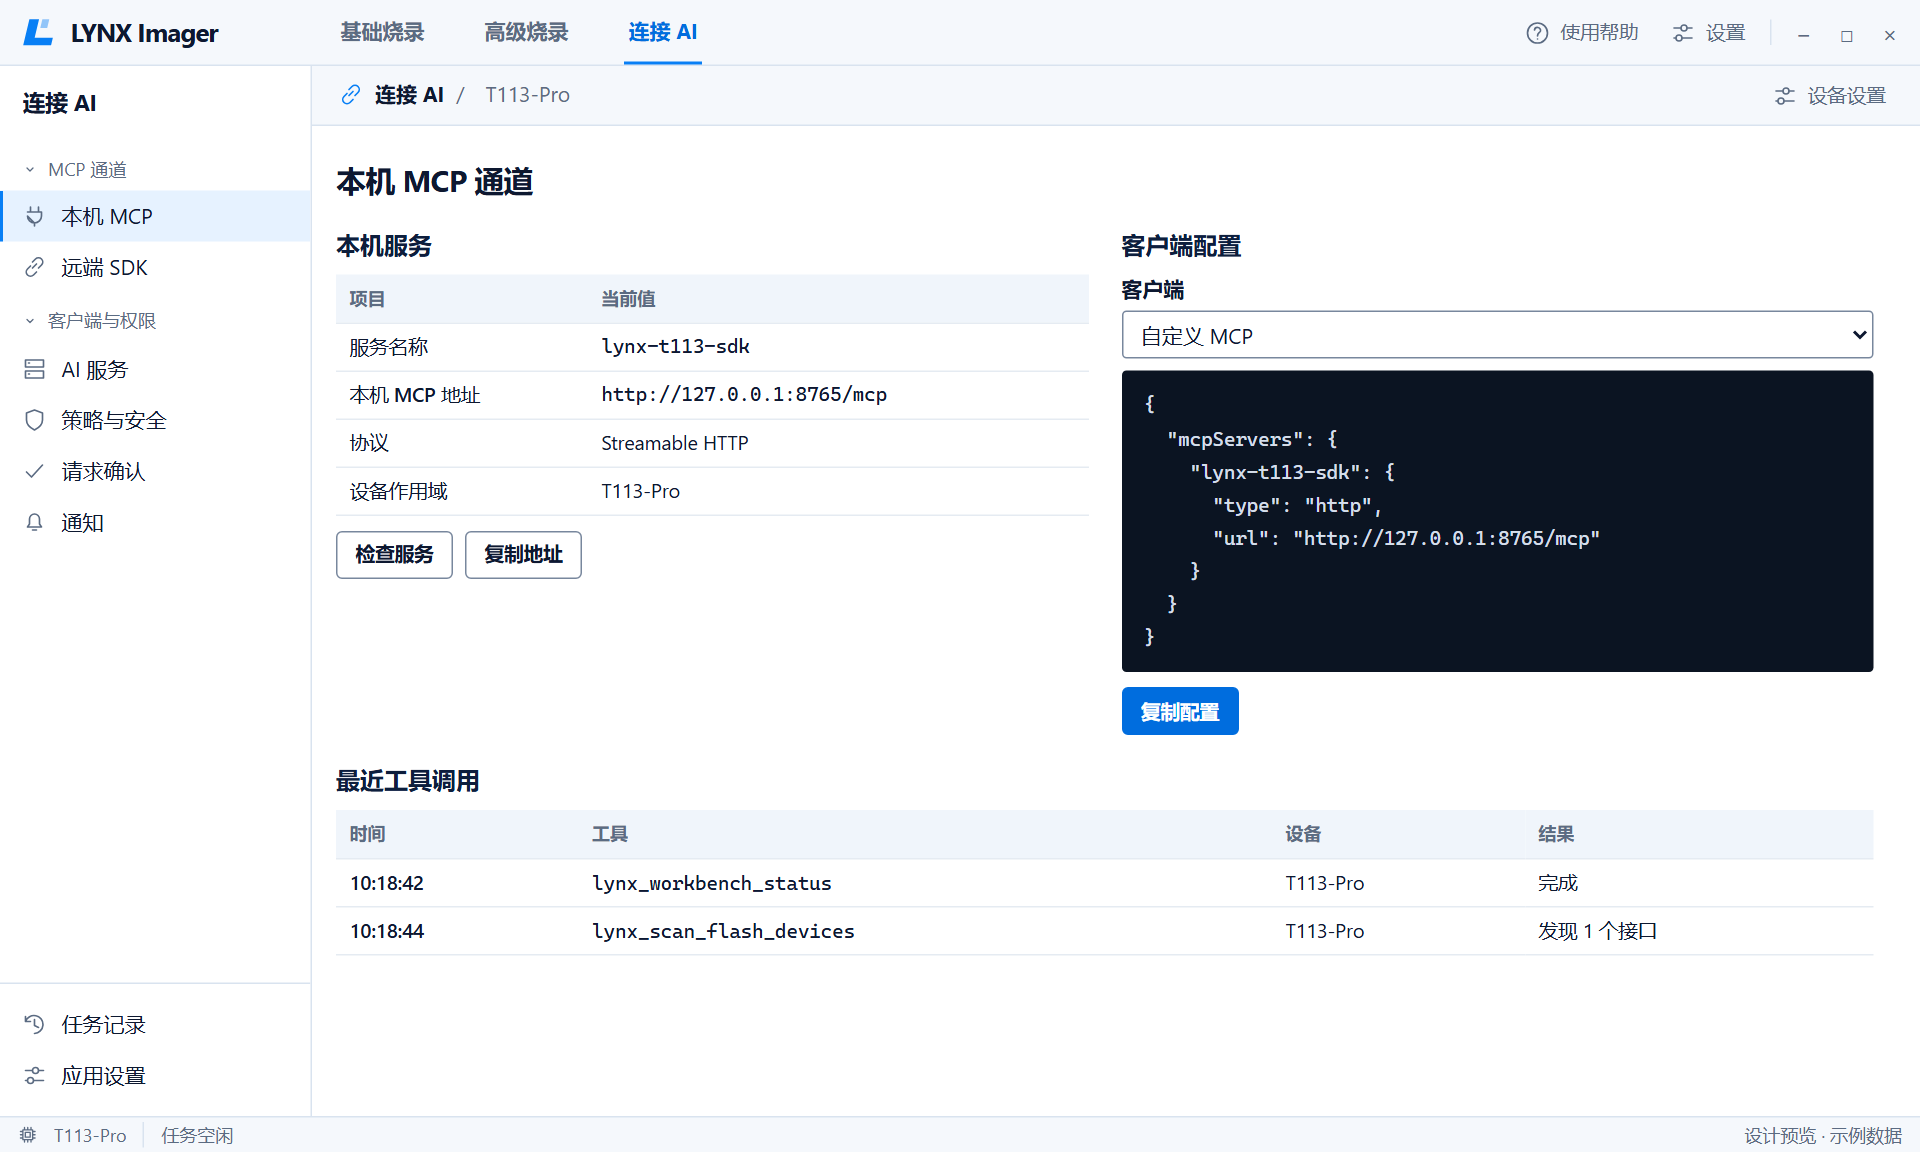 LYNX Imager
基础烧录
高级烧录
连接 AI
使用帮助
设置
连接 AI
MCP 通道
本机 MCP
远端 SDK
客户端与权限
AI 服务
策略与安全
请求确认
通知
任务记录
应用设置
连接 AI / T113-Pro
设备设置
本机 MCP 通道
本机服务
项目 当前值
服务名称 lynx-t113-sdk
本机 MCP 地址 http://127.0.0.1:8765/mcp
协议 Streamable HTTP
设备作用域 T113-Pro
检查服务 复制地址
客户端配置
客户端
自定义 MCP
{
"mcpServers": {
"lynx-t113-sdk": {
"type": "http",
"url": "http://127.0.0.1:8765/mcp"
}
}
}
复制配置
最近工具调用
时间 工具 设备 结果
10:18:42 lynx_workbench_status T113-Pro 完成
10:18:44 lynx_scan_flash_devices T113-Pro 发现 1 个接口
T113-Pro 任务空闲
设计预览 · 示例数据